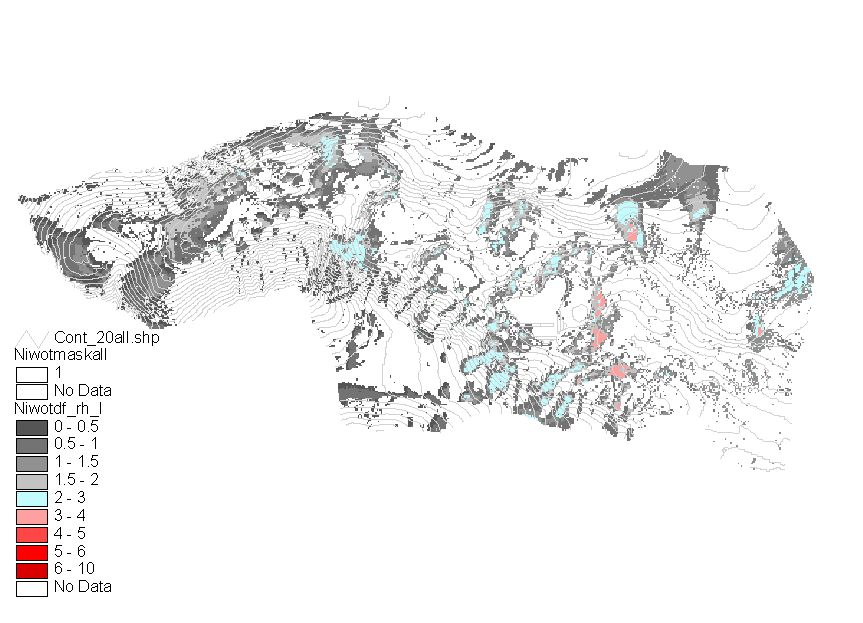 Cont_20all.shp
Niwotmaskall
1
No Data
Niwotdf_rh_l
0 - 0.5
0.5 - 1
1 - 1.5
1.5 - 2
2 - 3
3 - 4
4 - 5
5 - 6
6 - 10
No Data